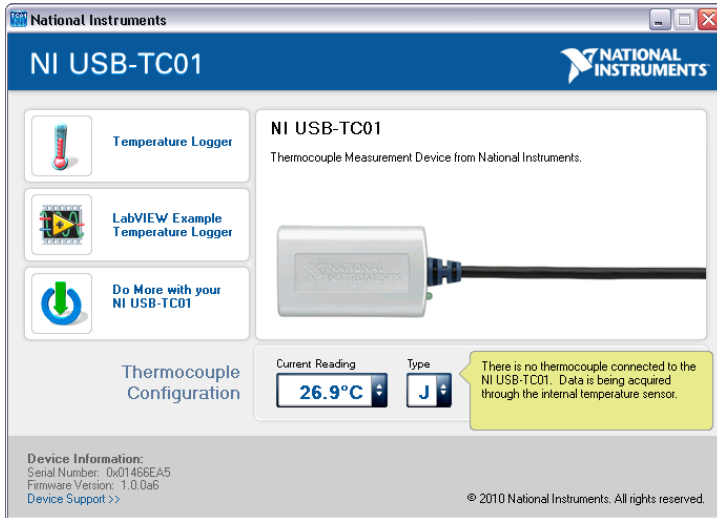 National Instruments
NI USB-TC01
NATIONAL
INSTRUMENTS
Temperature Logger
LabVIEW Example
Temperature Logger
Do More with your
NI USB-TC01
NI USB-TC01
Thermocouple Measurement Device from National Instruments.
NATIONAL
INSTRUMENTS
Thermocouple
Configuration
Current Reading
26.9°C
Type
J
There is no thermocouple connected to the
NI USB-TC01. Data is being acquired
through the internal temperature sensor.
Device Information:
Serial Number: 0x01466EA5
Firmware Version: 1.0.0a6
Device Support >>
© 2010 National Instruments. All rights reserved.